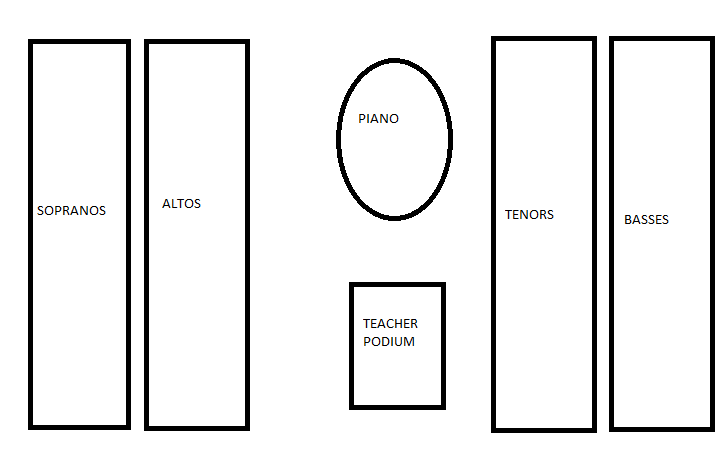 SOPRANOS
ALTOS
PIANO
TEACHER
PODIUM
TENORS
BASSES